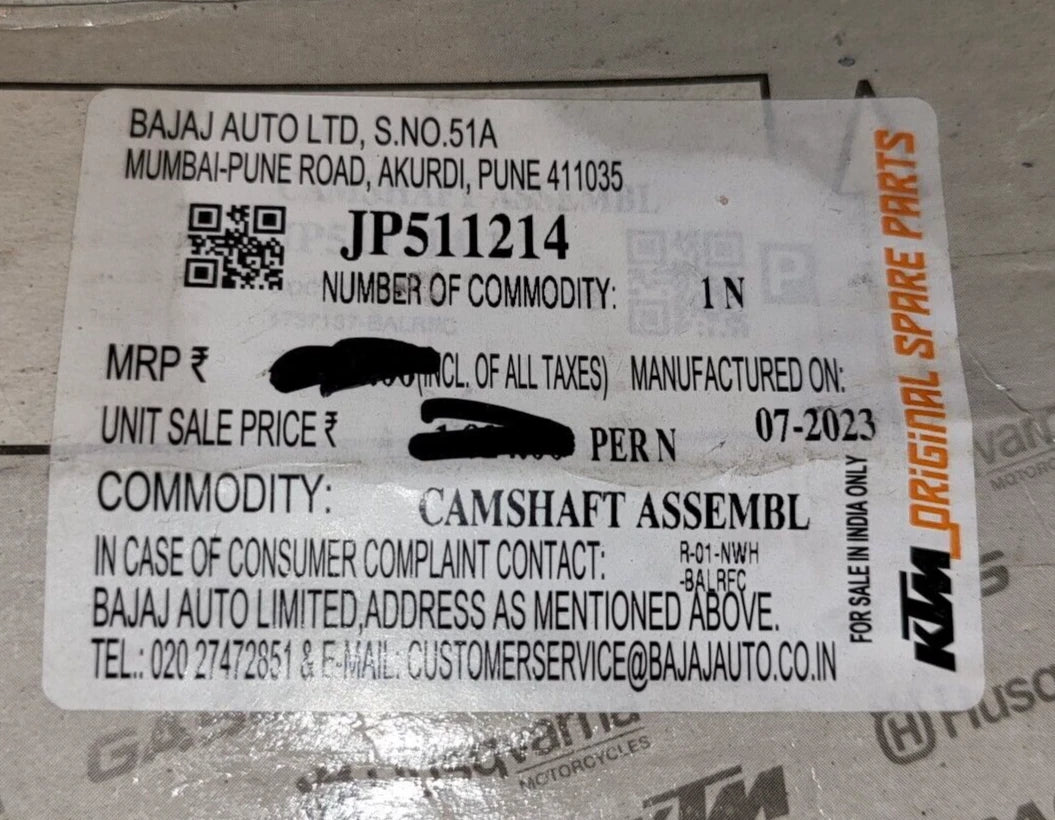 BAJAJ AUTO LTD, S.NO.51A
MUMBAI-PUNE ROAD, AKURDI, PUNE 411035
JP511214
NUMBER OF COMMODITY: 1 N
MRP ₹ (INCL. OF ALL TAXES) MANUFACTURED ON:
07-2023
UNIT SALE PRICE ₹ PER N
COMMODITY: CAMSHAFT ASSEMBL
IN CASE OF CONSUMER COMPLAINT CONTACT:
R-01-NWH
-BALRFC
BAJAJ AUTO LIMITED,ADDRESS AS MENTIONED ABOVE.
TEL.: 020 27472851 & E-MAIL: CUSTOMERSERVICE@BAJAJAUTO.CO.IN
FOR SALE IN INDIA ONLY
KTM ORIGINAL SPARE PARTS
CAMSHAFT ASSEMBL
P
Husqvarna
MOTORCYCLES
KTM